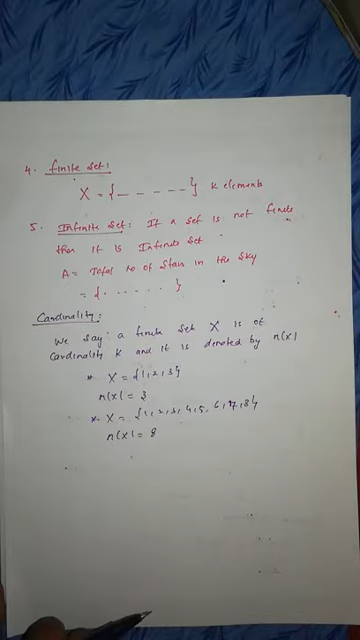 4. finite set:
X = {_ _ _ _ _ _} K elements
5. Infinite set: If a set is not finite
then it is Infinite set
A = Total no of stars in the sky
= {. . . . . . }
Cardinality:
We say a finite set X is of
Cardinality K and it is denoted by n(X)
* X = {1, 2, 3}
n(X) = 3
* X = {1, 2, 3, 4, 5, 6, 7, 8}
n(X) = 8